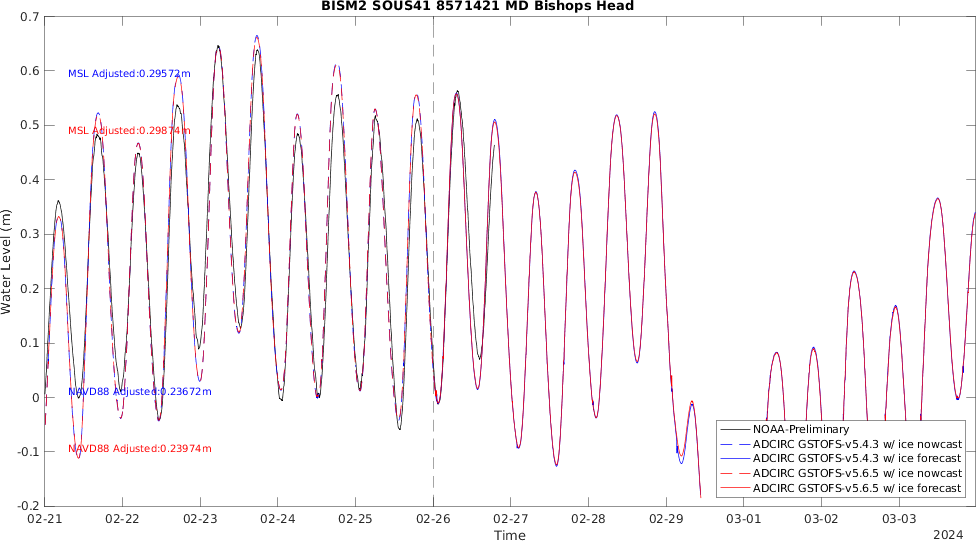 BISM2 SOUS41 8571421 MD Bishops Head
0.7
0.6
0.5
0.4
0.3
0.2
0.1
0
-0.1
-0.2
Water Level (m)
MSL Adjusted:0.29572m
MSL Adjusted:0.29874m
NAVD88 Adjusted:0.23672m
NAVD88 Adjusted:0.23974m
NOAA-Preliminary
ADCIRC GSTOFS-v5.4.3 w/ ice nowcast
ADCIRC GSTOFS-v5.4.3 w/ ice forecast
ADCIRC GSTOFS-v5.6.5 w/ ice nowcast
ADCIRC GSTOFS-v5.6.5 w/ ice forecast
02-21 02-22 02-23 02-24 02-25 02-26 02-27 02-28 02-29 03-01 03-02 03-03
Time
2024